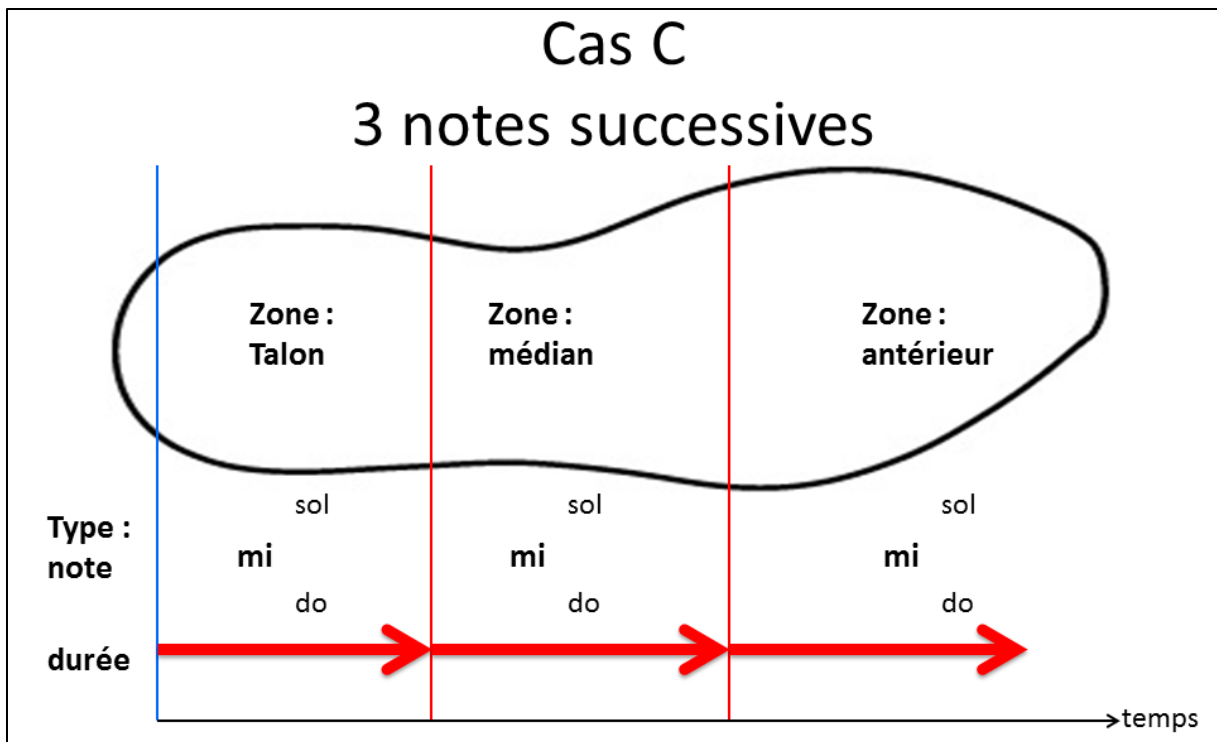 Cas C
3 notes successives
Zone :
Talon
Zone :
médian
Zone :
antérieur
Type :
note
sol
mi
do
sol
mi
do
sol
mi
do
durée
temps